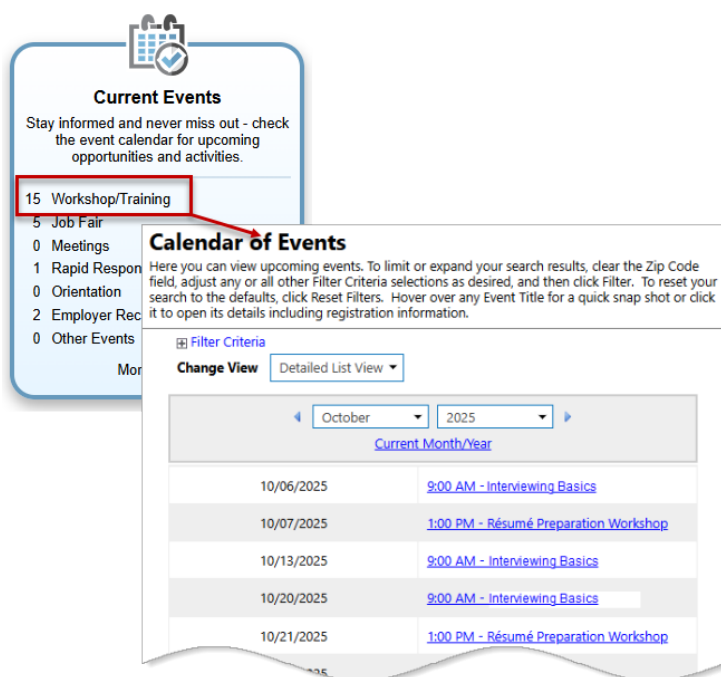 Current Events
Stay informed and never miss out - check
the event calendar for upcoming
opportunities and activities.
15 Workshop/Training
5 Job Fair
0 Meetings
1 Rapid Respon
0 Orientation
2 Employer Rec
0 Other Events
Mor
Calendar of Events
Here you can view upcoming events. To limit or expand your search results, clear the Zip Code
field, adjust any or all other Filter Criteria selections as desired, and then click Filter. To reset your
search to the defaults, click Reset Filters. Hover over any Event Title for a quick snap shot or click
it to open its details including registration information.
Filter Criteria
Change View Detailed List View
October 2025
Current Month/Year
10/06/2025 9:00 AM - Interviewing Basics
10/07/2025 1:00 PM - Résumé Preparation Workshop
10/13/2025 9:00 AM - Interviewing Basics
10/20/2025 9:00 AM - Interviewing Basics
10/21/2025 1:00 PM - Résumé Preparation Workshop